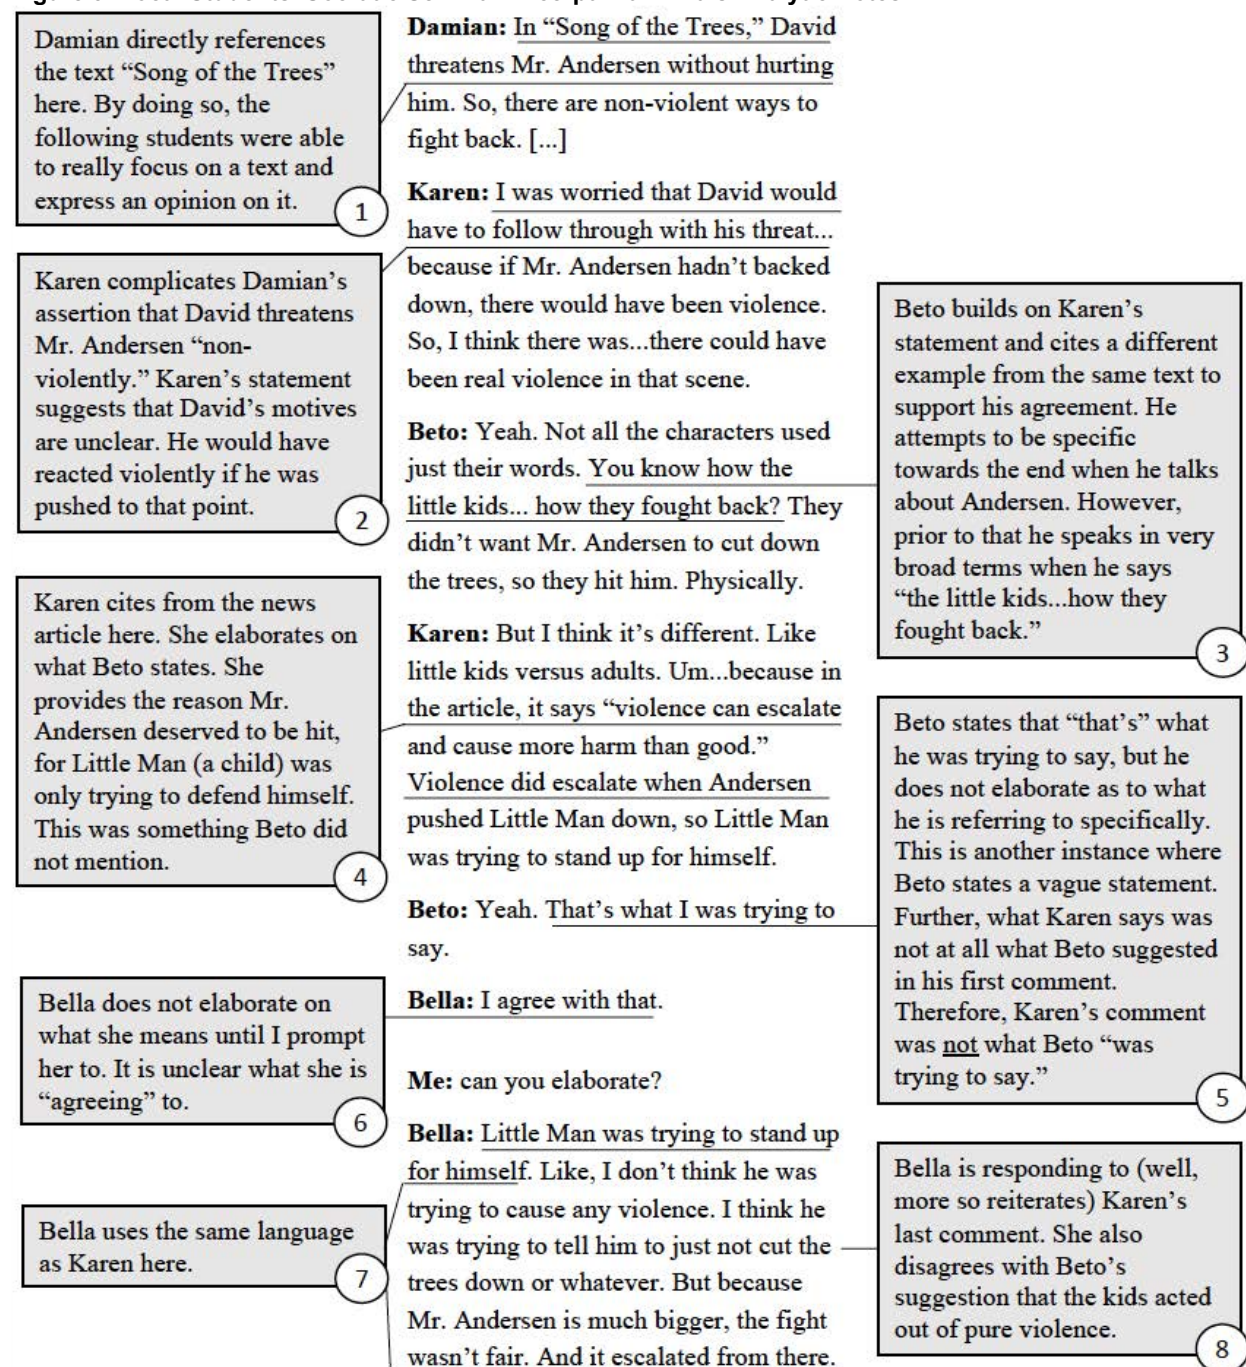 Damian directly references
the text “Song of the Trees”
here. By doing so, the
following students were able
to really focus on a text and
express an opinion on it.
1
Damian: In “Song of the Trees,” David
threatens Mr. Andersen without hurting
him. So, there are non-violent ways to
fight back. [...]
Karen complicates Damian’s
assertion that David threatens
Mr. Andersen “non-
violently.” Karen’s statement
suggests that David’s motives
are unclear. He would have
reacted violently if he was
pushed to that point.
2
Karen: I was worried that David would
have to follow through with his threat...
because if Mr. Andersen hadn’t backed
down, there would have been violence.
So, I think there was...there could have
been real violence in that scene.
Beto: Yeah. Not all the characters used
just their words. You know how the
little kids... how they fought back? They
didn’t want Mr. Andersen to cut down
the trees, so they hit him. Physically.
Beto builds on Karen’s
statement and cites a different
example from the same text to
support his agreement. He
attempts to be specific
towards the end when he talks
about Andersen. However,
prior to that he speaks in very
broad terms when he says
“the little kids...how they
fought back.”
3
Karen cites from the news
article here. She elaborates on
what Beto states. She
provides the reason Mr.
Andersen deserved to be hit,
for Little Man (a child) was
only trying to defend himself.
This was something Beto did
not mention.
4
Karen: But I think it’s different. Like
little kids versus adults. Um...because in
the article, it says “violence can escalate
and cause more harm than good.”
Violence did escalate when Andersen
pushed Little Man down, so Little Man
was trying to stand up for himself.
Beto: Yeah. That’s what I was trying to
say.
Beto states that “that’s” what
he was trying to say, but he
does not elaborate as to what
he is referring to specifically.
This is another instance where
Beto states a vague statement.
Further, what Karen says was
not at all what Beto suggested
in his first comment.
Therefore, Karen’s comment
was not what Beto “was
trying to say.”
5
Bella does not elaborate on
what she means until I prompt
her to. It is unclear what she is
“agreeing” to.
6
Bella: I agree with that.
Me: can you elaborate?
Bella uses the same language
as Karen here.
7
Bella: Little Man was trying to stand up
for himself. Like, I don’t think he was
trying to cause any violence. I think he
was trying to tell him to just not cut the
trees down or whatever. But because
Mr. Andersen is much bigger, the fight
wasn’t fair. And it escalated from there.
Bella is responding to (well,
more so reiterates) Karen’s
last comment. She also
disagrees with Beto’s
suggestion that the kids acted
out of pure violence.
8